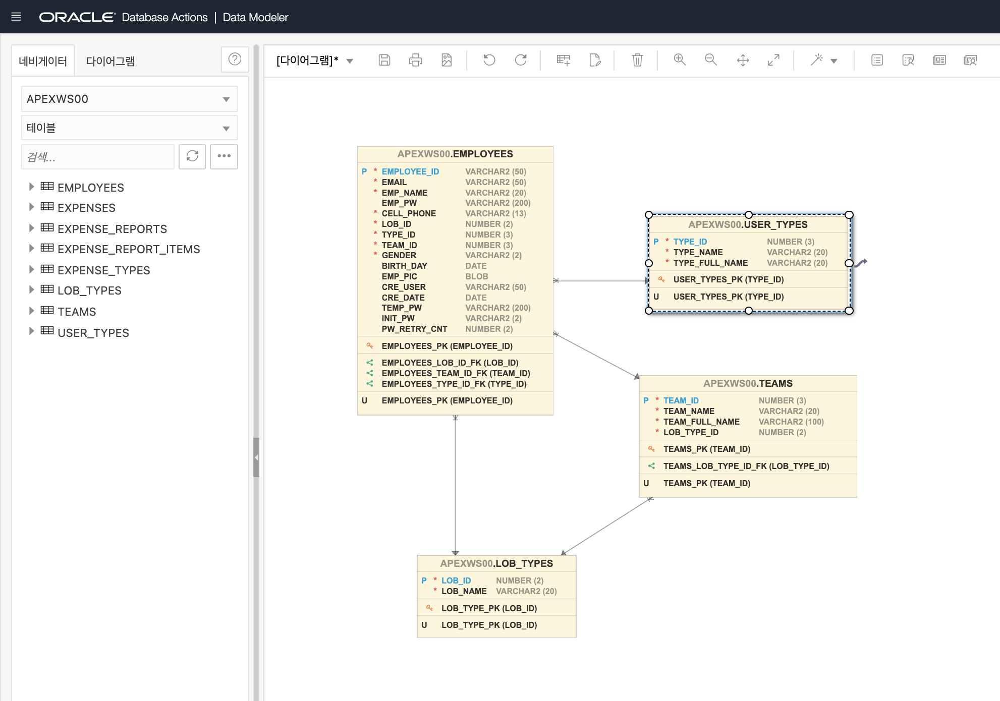 ORACLE Database Actions | Data Modeler
네비게이터 다이어그램
[다이어그램]*
APEXWS00
테이블
검색...
EMPLOYEES
EXPENSES
EXPENSE_REPORTS
EXPENSE_REPORT_ITEMS
EXPENSE_TYPES
LOB_TYPES
TEAMS
USER_TYPES
APEXWS00.EMPLOYEES
P * EMPLOYEE_ID VARCHAR2 (50)
* EMAIL VARCHAR2 (50)
* EMP_NAME VARCHAR2 (20)
EMP_PW VARCHAR2 (200)
* CELL_PHONE VARCHAR2 (13)
* LOB_ID NUMBER (2)
* TYPE_ID NUMBER (3)
* TEAM_ID NUMBER (3)
* GENDER VARCHAR2 (2)
BIRTH_DAY DATE
EMP_PIC BLOB
CRE_USER VARCHAR2 (50)
CRE_DATE DATE
TEMP_PW VARCHAR2 (200)
INIT_PW VARCHAR2 (2)
PW_RETRY_CNT NUMBER (2)
EMPLOYEES_PK (EMPLOYEE_ID)
EMPLOYEES_LOB_ID_FK (LOB_ID)
EMPLOYEES_TEAM_ID_FK (TEAM_ID)
EMPLOYEES_TYPE_ID_FK (TYPE_ID)
U EMPLOYEES_PK (EMPLOYEE_ID)
APEXWS00.USER_TYPES
P * TYPE_ID NUMBER (3)
* TYPE_NAME VARCHAR2 (20)
* TYPE_FULL_NAME VARCHAR2 (20)
USER_TYPES_PK (TYPE_ID)
U USER_TYPES_PK (TYPE_ID)
APEXWS00.TEAMS
P * TEAM_ID NUMBER (3)
* TEAM_NAME VARCHAR2 (20)
* TEAM_FULL_NAME VARCHAR2 (100)
* LOB_TYPE_ID NUMBER (2)
TEAMS_PK (TEAM_ID)
TEAMS_LOB_TYPE_ID_FK (LOB_TYPE_ID)
U TEAMS_PK (TEAM_ID)
APEXWS00.LOB_TYPES
P * LOB_ID NUMBER (2)
* LOB_NAME VARCHAR2 (20)
LOB_TYPE_PK (LOB_ID)
U LOB_TYPE_PK (LOB_ID)